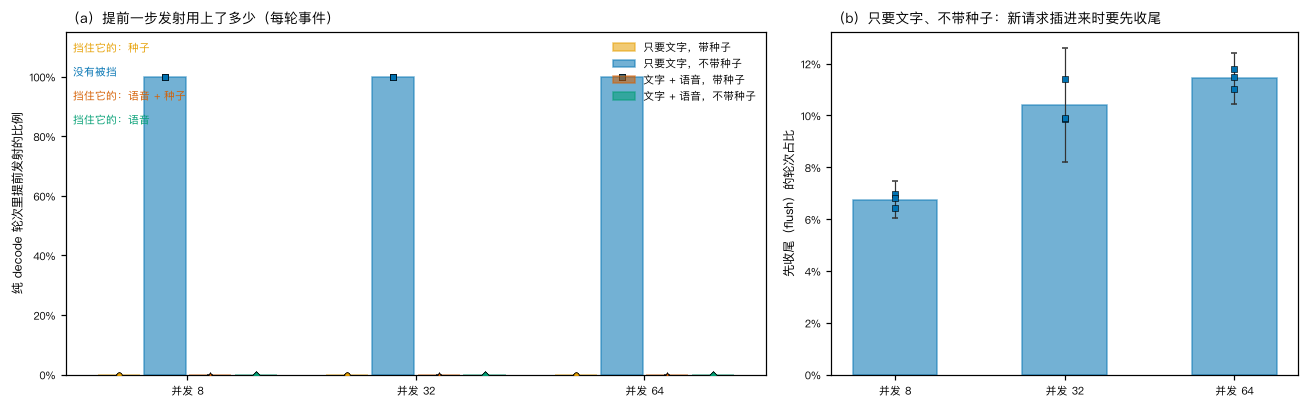 (a) 提前一步发射用上了多少 (每轮事件)
挡住它的：种子
没有被挡
挡住它的：语音 + 种子
挡住它的：语音
只要文字，带种子
只要文字，不带种子
文字 + 语音，带种子
文字 + 语音，不带种子
纯 decode 轮次里提前发射的比例
100%
80%
60%
40%
20%
0%
并发 8
并发 32
并发 64
(b) 只要文字、不带种子：新请求插进来时要先收尾
先收尾 (flush) 的轮次占比
12%
10%
8%
6%
4%
2%
0%
并发 8
并发 32
并发 64